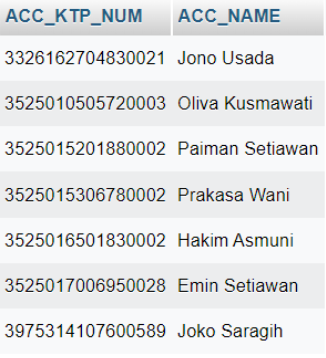 ACC_KTP_NUM ACC_NAME
3326162704830021 Jono Usada
3525010505720003 Oliva Kusmawati
3525015201880002 Paiman Setiawan
3525015306780002 Prakasa Wani
3525016501830002 Hakim Asmuni
3525017006950028 Emin Setiawan
3975314107600589 Joko Saragih